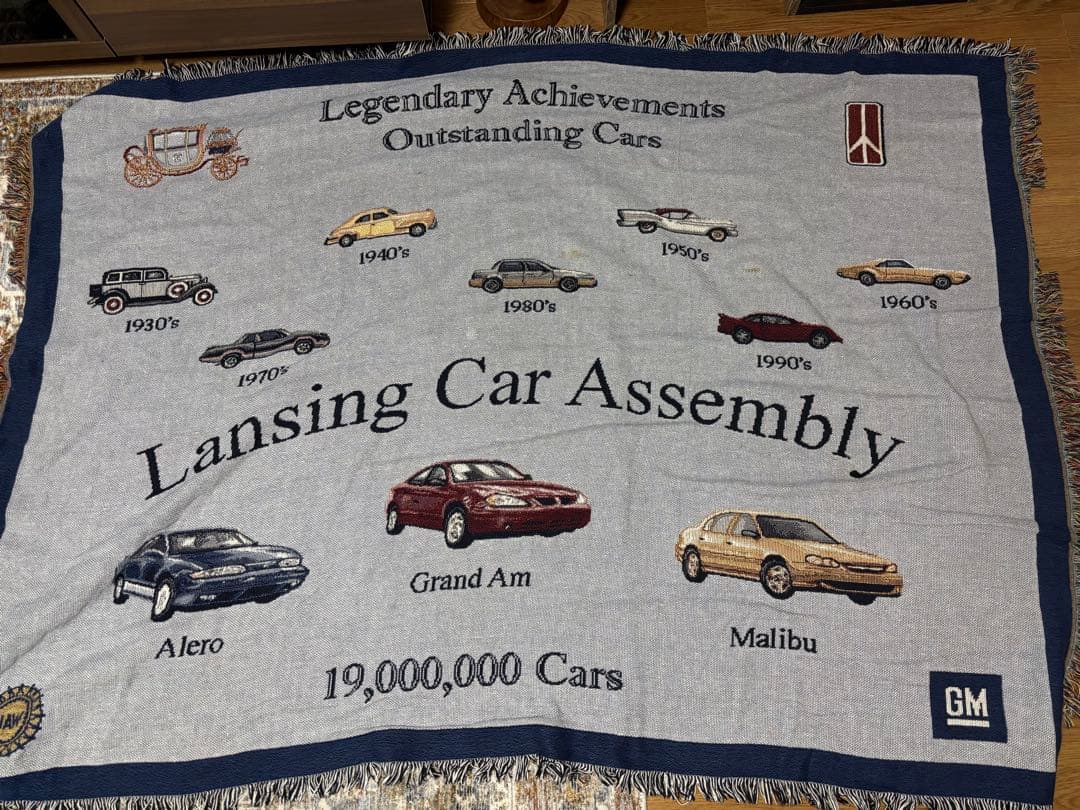 Legendary Achievements
Outstanding Cars
1940's
1950's
1930's
1980's
1960's
1970's
1990's
Lansing Car Assembly
Grand Am
Alero
Malibu
19,000,000 Cars
UAW
GM